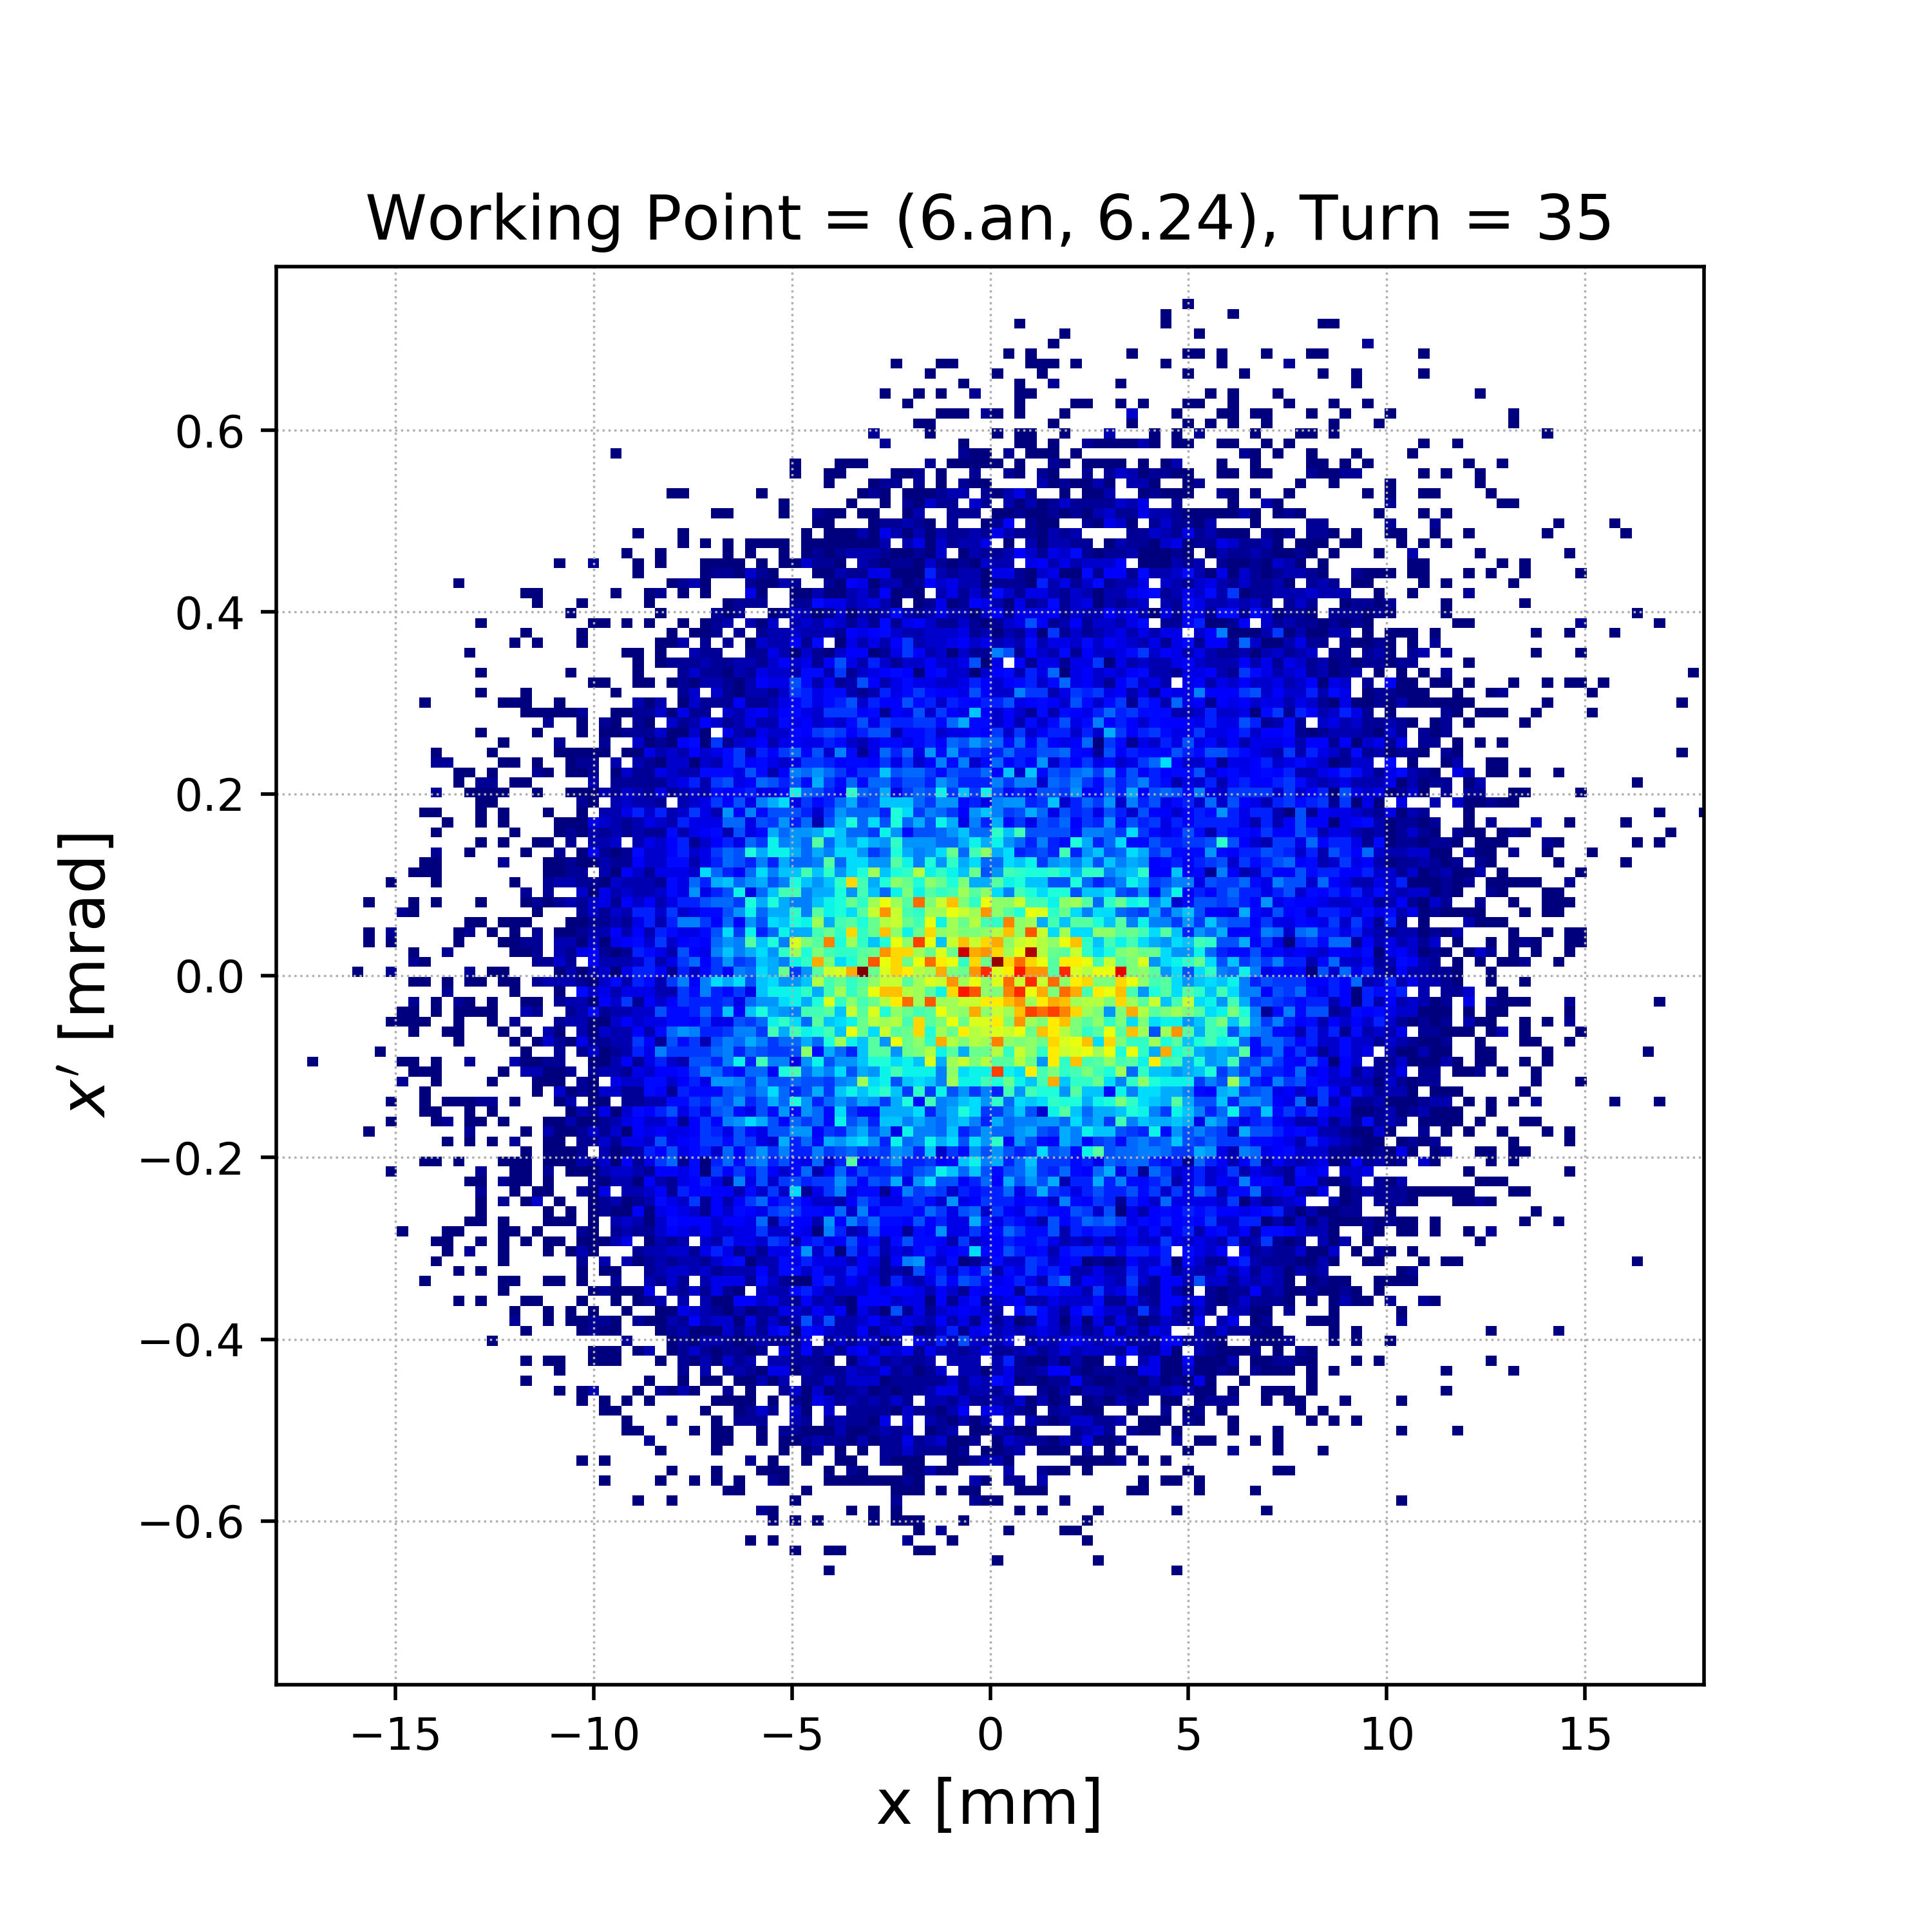 Working Point = (6.an, 6.24), Turn = 35
0.6
0.4
0.2
0.0
−0.2
−0.4
−0.6
x′ [mrad]
−15 −10 −5 0 5 10 15
x [mm]